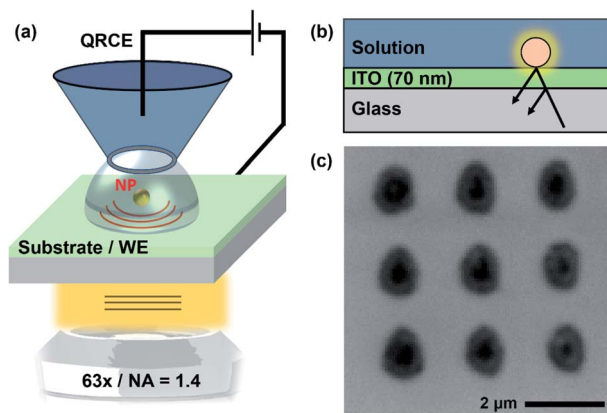 (a)
QRCE
NP
Substrate / WE
63x / NA = 1.4
(b)
Solution
ITO (70 nm)
Glass
(c)
2 µm